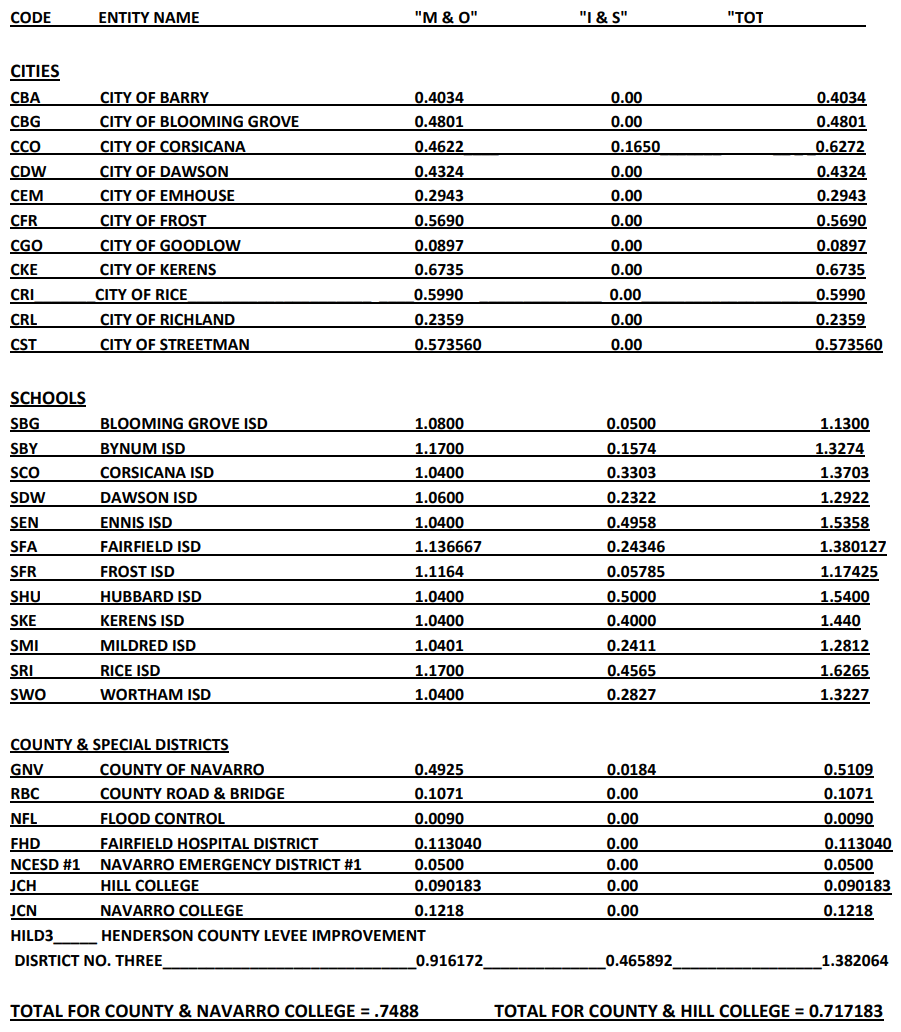 CODE ENTITY NAME "M & O" "I & S" "TOT
CITIES
CBA CITY OF BARRY 0.4034 0.00 0.4034
CBG CITY OF BLOOMING GROVE 0.4801 0.00 0.4801
CCO CITY OF CORSICANA 0.4622 0.1650 0.6272
CDW CITY OF DAWSON 0.4324 0.00 0.4324
CEM CITY OF EMHOUSE 0.2943 0.00 0.2943
CFR CITY OF FROST 0.5690 0.00 0.5690
CGO CITY OF GOODLOW 0.0897 0.00 0.0897
CKE CITY OF KERENS 0.6735 0.00 0.6735
CRI CITY OF RICE 0.5990 0.00 0.5990
CRL CITY OF RICHLAND 0.2359 0.00 0.2359
CST CITY OF STREETMAN 0.573560 0.00 0.573560
SCHOOLS
SBG BLOOMING GROVE ISD 1.0800 0.0500 1.1300
SBY BYNUM ISD 1.1700 0.1574 1.3274
SCO CORSICANA ISD 1.0400 0.3303 1.3703
SDW DAWSON ISD 1.0600 0.2322 1.2922
SEN ENNIS ISD 1.0400 0.4958 1.5358
SFA FAIRFIELD ISD 1.136667 0.24346 1.380127
SFR FROST ISD 1.1164 0.05785 1.17425
SHU HUBBARD ISD 1.0400 0.5000 1.5400
SKE KERENS ISD 1.0400 0.4000 1.440
SMI MILDRED ISD 1.0401 0.2411 1.2812
SRI RICE ISD 1.1700 0.4565 1.6265
SWO WORTHAM ISD 1.0400 0.2827 1.3227
COUNTY & SPECIAL DISTRICTS
GNV COUNTY OF NAVARRO 0.4925 0.0184 0.5109
RBC COUNTY ROAD & BRIDGE 0.1071 0.00 0.1071
NFL FLOOD CONTROL 0.0090 0.00 0.0090
FHD FAIRFIELD HOSPITAL DISTRICT 0.113040 0.00 0.113040
NCESD #1 NAVARRO EMERGENCY DISTRICT #1 0.0500 0.00 0.0500
JCH HILL COLLEGE 0.090183 0.00 0.090183
JCN NAVARRO COLLEGE 0.1218 0.00 0.1218
HILD3_____ HENDERSON COUNTY LEVEE IMPROVEMENT
DISRTICT NO. THREE 0.916172 0.465892 1.382064
TOTAL FOR COUNTY & NAVARRO COLLEGE = .7488 TOTAL FOR COUNTY & HILL COLLEGE = 0.717183